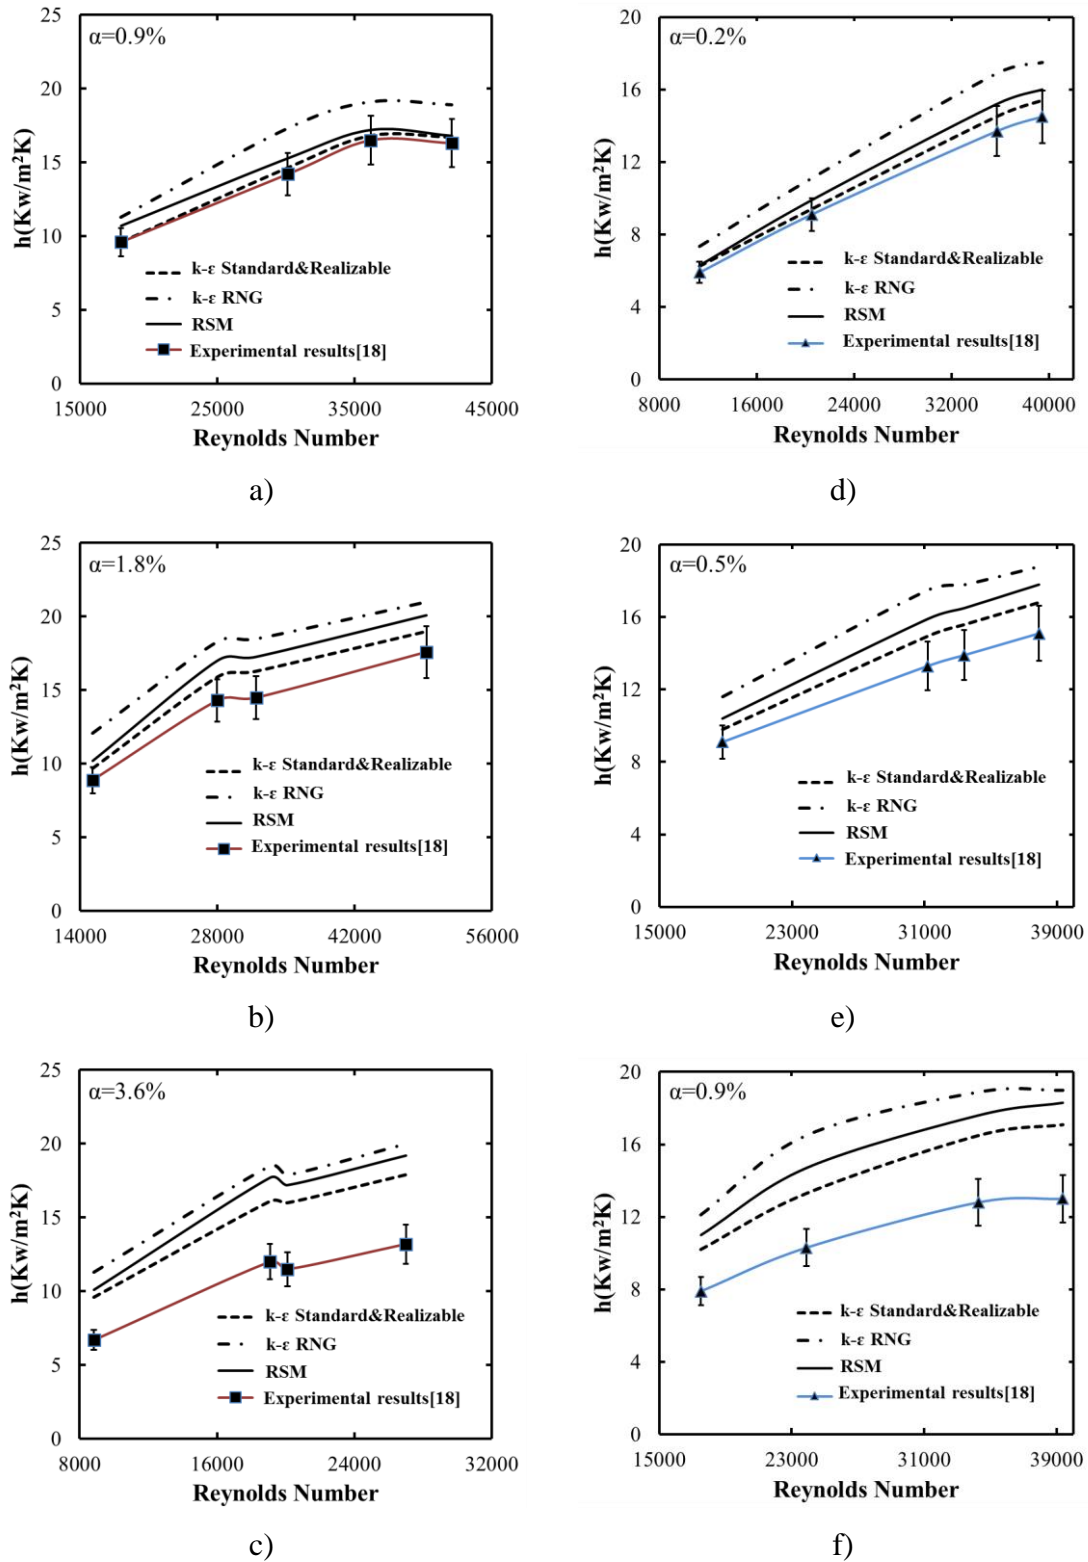 α=0.9%
h(Kw/m²K)
25
20
15
10
5
0
k-ε Standard&Realizable
k-ε RNG
RSM
Experimental results[18]
15000 25000 35000 45000
Reynolds Number
a)
α=0.2%
h(Kw/m²K)
20
16
12
8
4
0
k-ε Standard&Realizable
k-ε RNG
RSM
Experimental results[18]
8000 16000 24000 32000 40000
Reynolds Number
d)
α=1.8%
h(Kw/m²K)
25
20
15
10
5
0
k-ε Standard&Realizable
k-ε RNG
RSM
Experimental results[18]
14000 28000 42000 56000
Reynolds Number
b)
α=0.5%
h(Kw/m²K)
20
16
12
8
4
0
k-ε Standard&Realizable
k-ε RNG
RSM
Experimental results[18]
15000 23000 31000 39000
Reynolds Number
e)
α=3.6%
h(Kw/m²K)
25
20
15
10
5
0
k-ε Standard&Realizable
k-ε RNG
RSM
Experimental results[18]
8000 16000 24000 32000
Reynolds Number
c)
α=0.9%
h(Kw/m²K)
20
16
12
8
4
0
k-ε Standard&Realizable
k-ε RNG
RSM
Experimental results[18]
15000 23000 31000 39000
Reynolds Number
f)